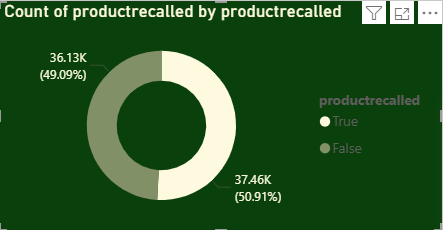 Count of productrecalled by productrecalled
36.13K
(49.09%)
productrecalled
True
False
37.46K
(50.91%)